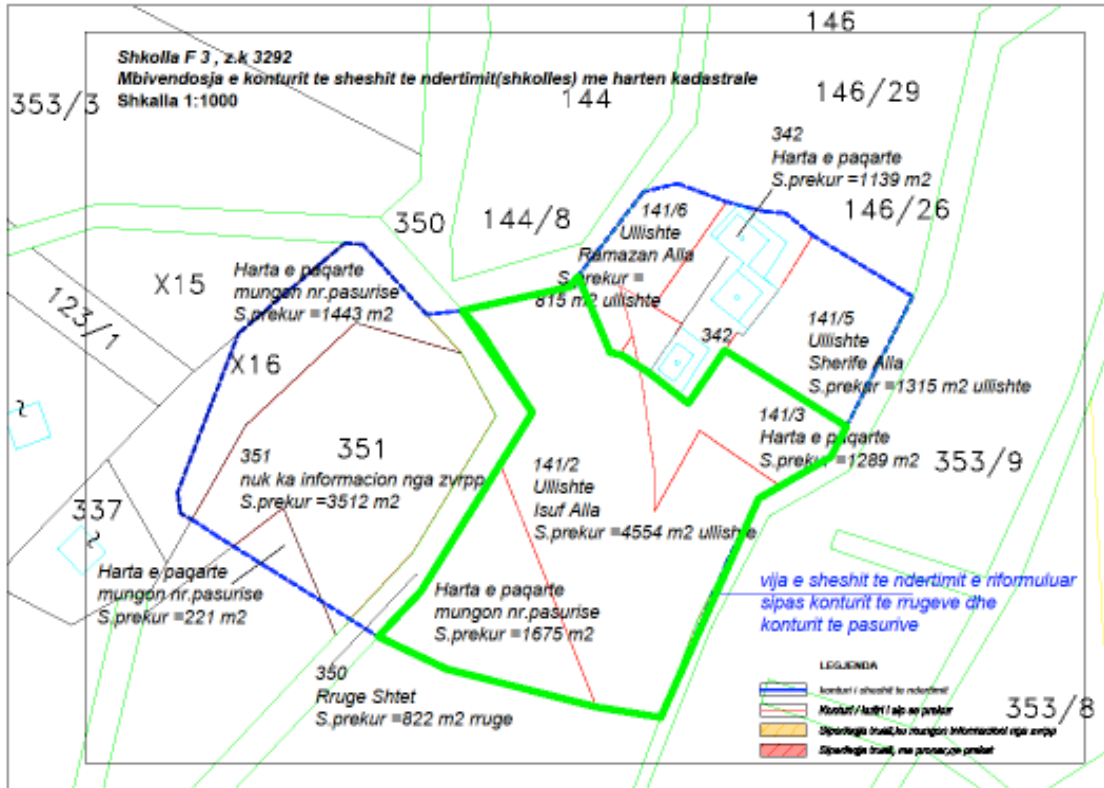 Shkolla F 3 , z.k 3292
Mbivendosja e konturit te sheshit te ndertimit(shkolles) me harten kadastrale
Shkalla 1:1000
146
353/3
144
146/29
342
Harta e paqarte
S.prekur =1139 m2
146/26
350
144/8
141/6
Ullishte
Ramazan Alla
S.prekur =
815 m2 ullishte
X15
Harta e paqarte
mungon nr.pasurise
S.prekur =1443 m2
123/1
X16
342
141/5
Ullishte
Sherife Alla
S.prekur =1315 m2 ullishte
141/3
Harta e paqarte
S.prekur =1289 m2
353/9
351
351
nuk ka informacion nga zvrpp
S.prekur =3512 m2
141/2
Ullishte
Isuf Alla
S.prekur =4554 m2 ullishte
337
Harta e paqarte
mungon nr.pasurise
S.prekur =221 m2
Harta e paqarte
mungon nr.pasurise
S.prekur =1675 m2
vija e sheshit te ndertimit e riformuluar
sipas konturit te rrugeve dhe
konturit te pasurive
350
Rruge Shtet
S.prekur =822 m2 rruge
LEGJENDA
konturi i sheshit te ndertimit
353/8